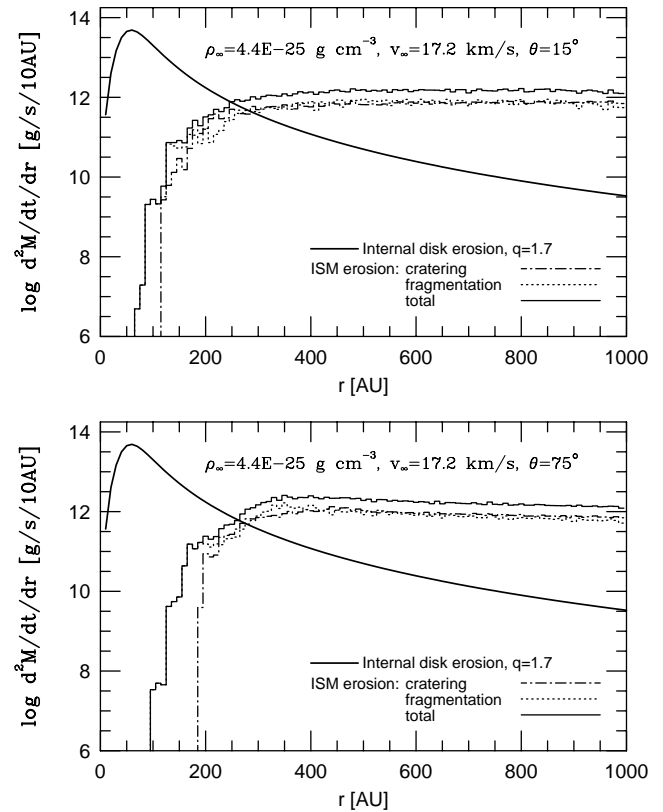 14
12
10
8
6
log d²M/dt/dr [g/s/10AU]
ρ∞=4.4E−25 g cm⁻³, v∞=17.2 km/s, θ=15°
Internal disk erosion, q=1.7
ISM erosion: cratering
fragmentation
total
0 200 400 600 800 1000
r [AU]
14
12
10
8
6
log d²M/dt/dr [g/s/10AU]
ρ∞=4.4E−25 g cm⁻³, v∞=17.2 km/s, θ=75°
Internal disk erosion, q=1.7
ISM erosion: cratering
fragmentation
total
0 200 400 600 800 1000
r [AU]